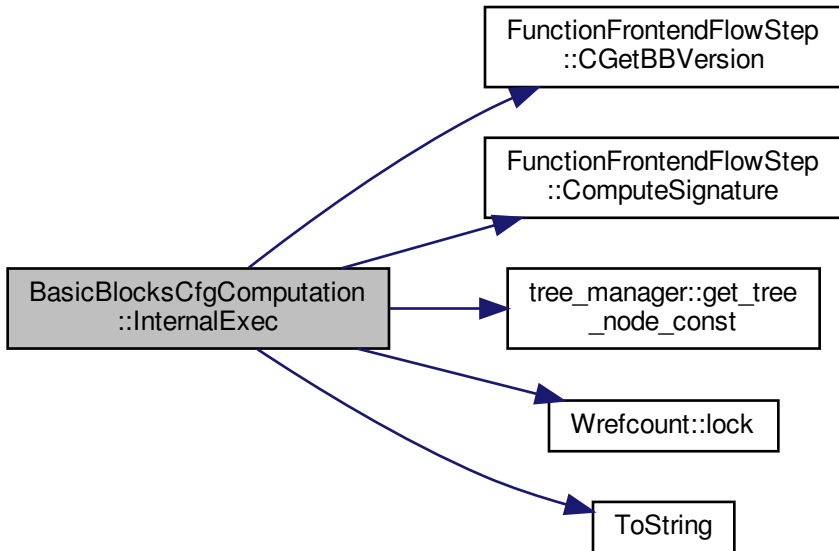 FunctionFrontendFlowStep
::CGetBBVersion
FunctionFrontendFlowStep
::ComputeSignature
BasicBlocksCfgComputation
::InternalExec
tree_manager::get_tree
_node_const
Wrefcount::lock
ToString